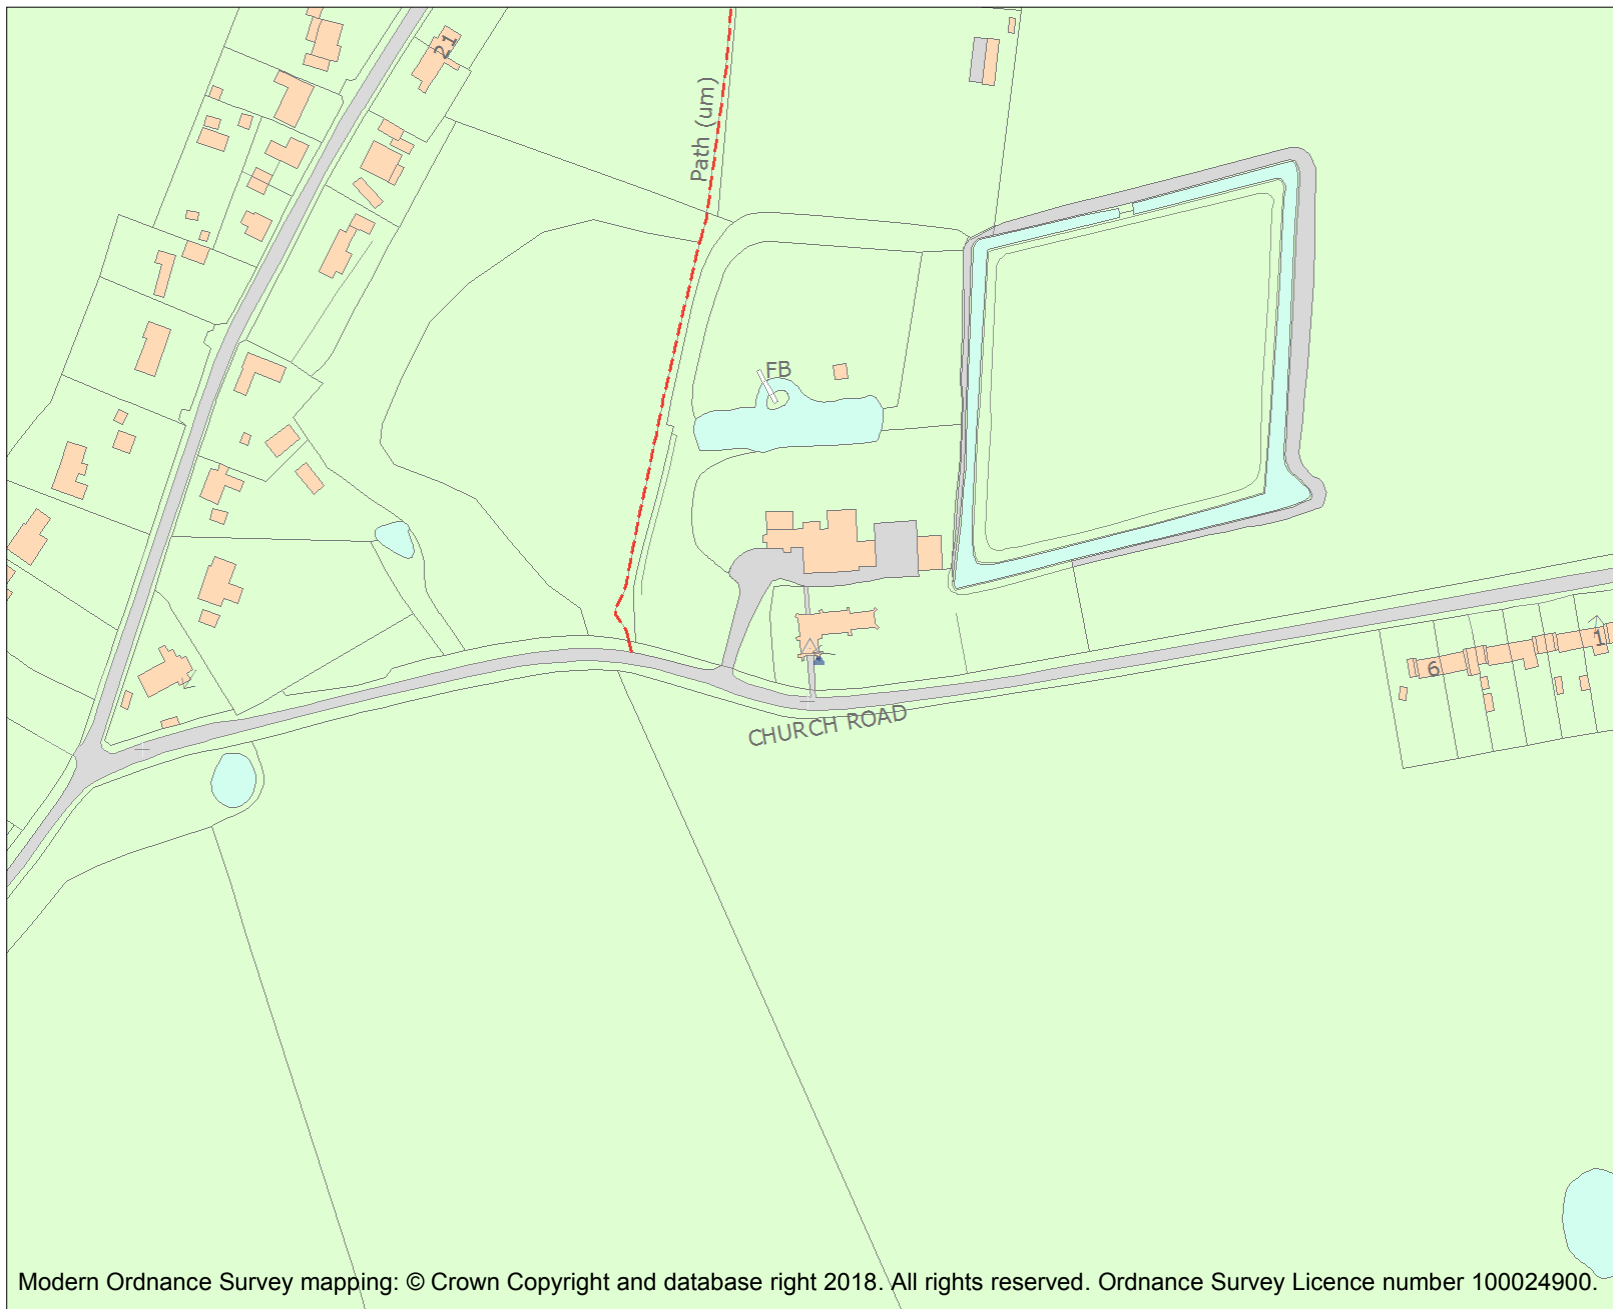 21
Path (um)
FB
CHURCH ROAD
6
1
Modern Ordnance Survey mapping: © Crown Copyright and database right 2018. All rights reserved. Ordnance Survey Licence number 100024900.